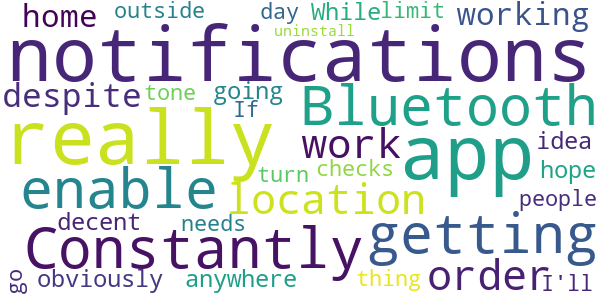 home outside day While limit working
uninstall
notifications
despite tone going If Bluetooth
really work app idea
enable turn checks hope
location people
decent needs Constantly getting
go obviously anywhere thing order I'll